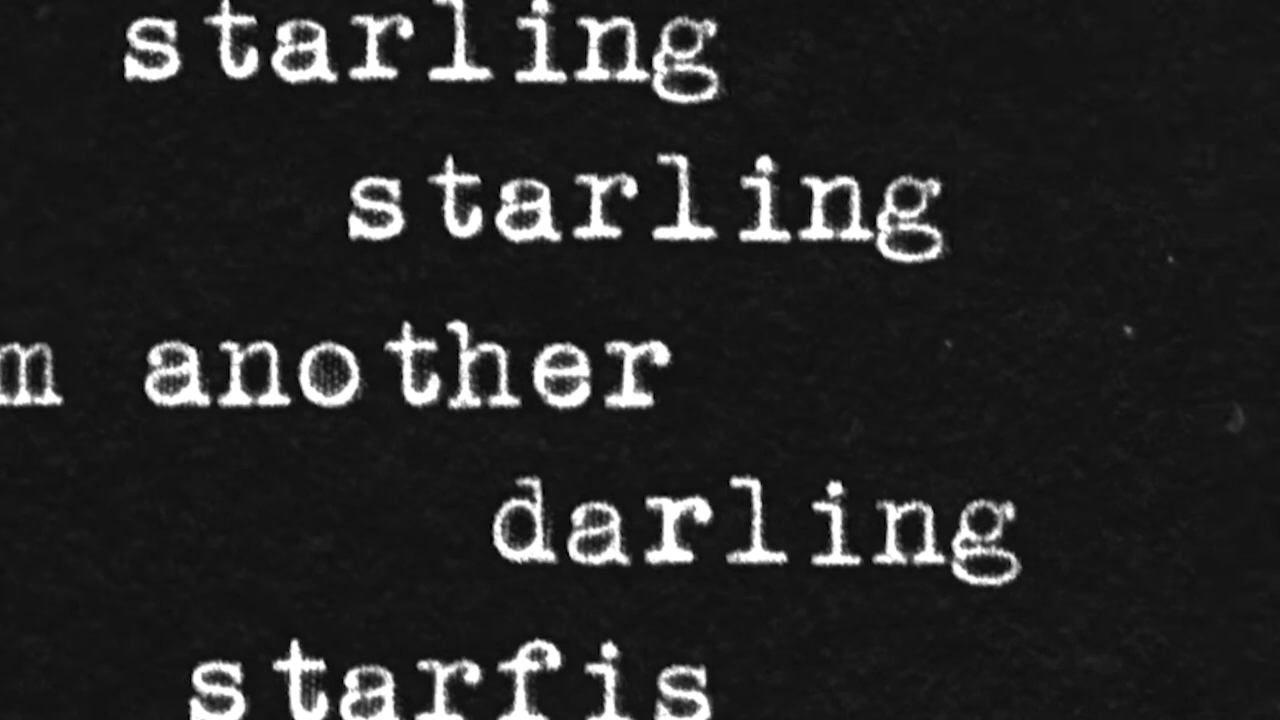 starling
starling
m another
darling
starfis